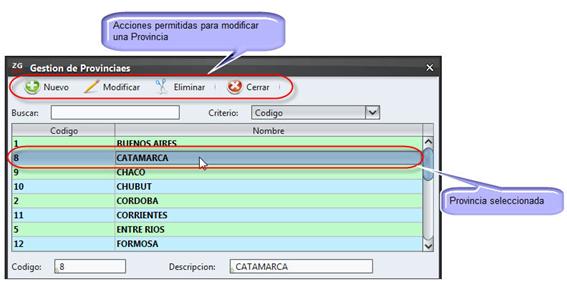 Acciones permitidas para modificar
una Provincia
ZG Gestion de Provinciaes
Nuevo Modificar Eliminar Cerrar
Buscar: Criterio: Codigo
Codigo Nombre
1 BUENOS AIRES
8 CATAMARCA
9 CHACO
10 CHUBUT
2 CORDOBA
11 CORRIENTES
5 ENTRE RIOS
12 FORMOSA
Provincia seleccionada
Codigo: 8 Descripcion: CATAMARCA